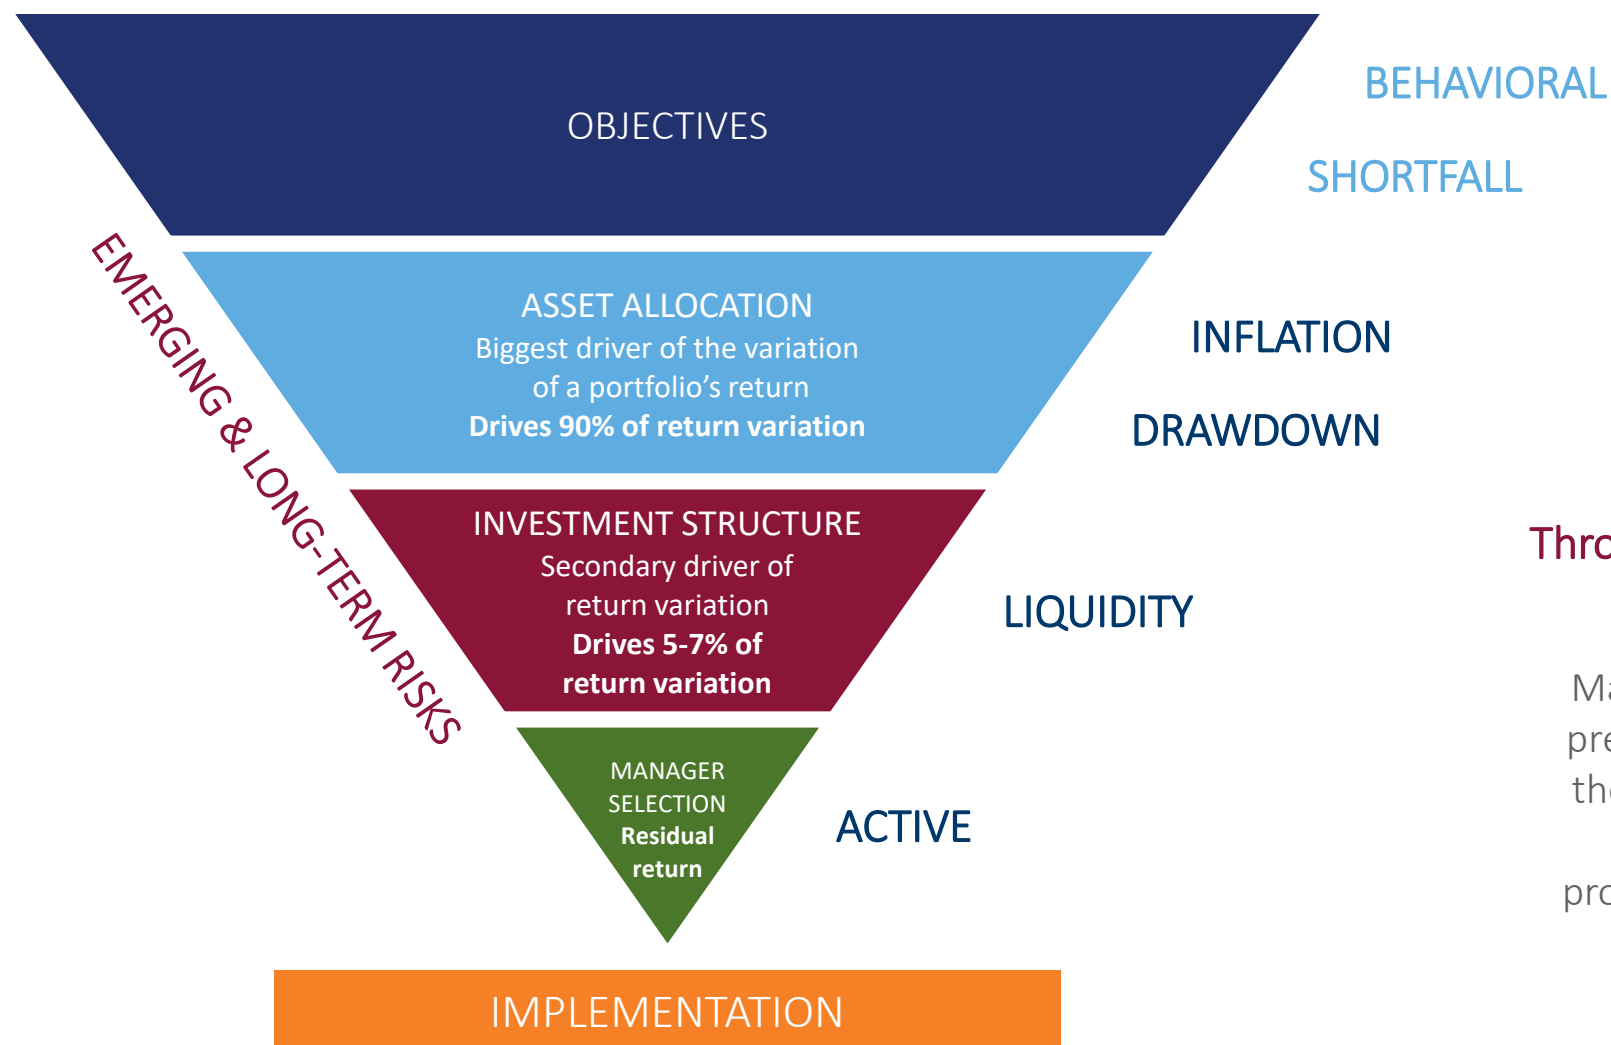 OBJECTIVES
BEHAVIORAL
SHORTFALL
EMERGING & LONG-TERM RISKS
ASSET ALLOCATION
Biggest driver of the variation
of a portfolio’s return
Drives 90% of return variation
INFLATION
DRAWDOWN
INVESTMENT STRUCTURE
Secondary driver of
return variation
Drives 5-7% of
return variation
LIQUIDITY
MANAGER
SELECTION
Residual
return
ACTIVE
IMPLEMENTATION